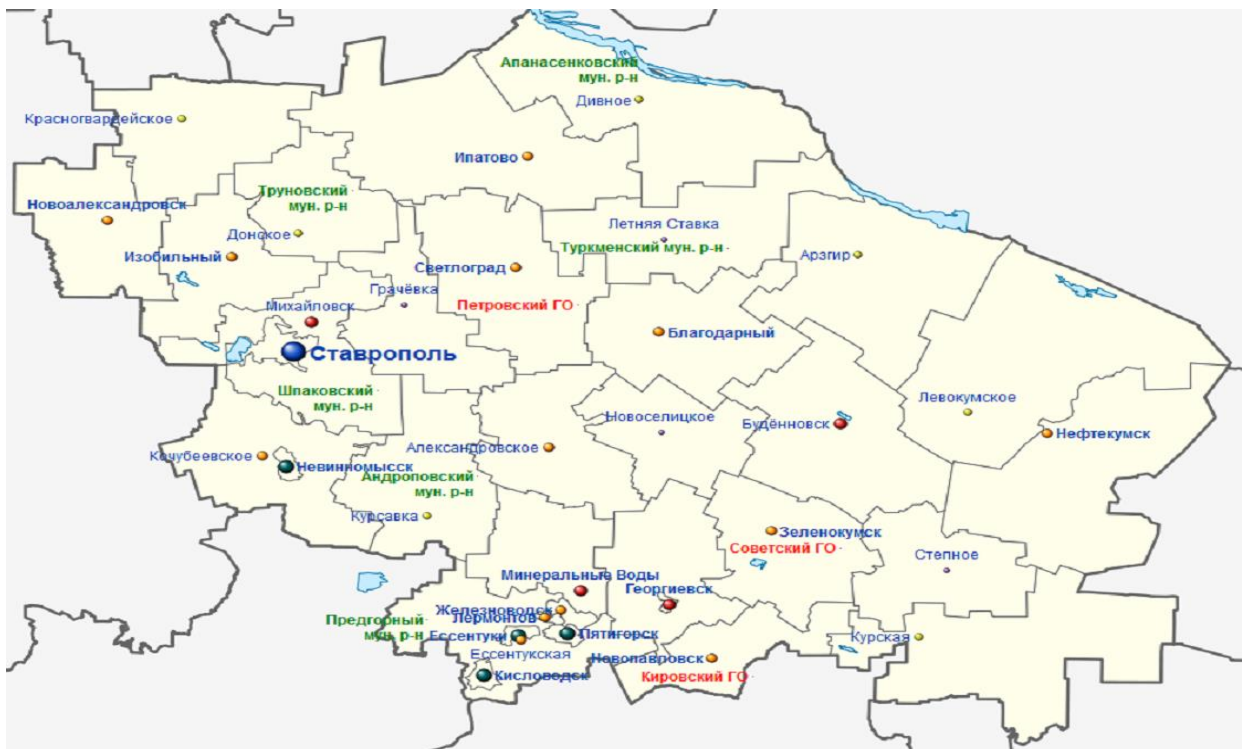 Апанасенковский
мун. р-н
Дивное
Красногвардейское
Ипатово
Труновский
мун. р-н
Новоалександровск
Донское
Летняя Ставка
Туркменский мун. р-н
Изобильный
Светлоград
Арзгир
Грачёвка
Михайловск
Петровский ГО
Благодарный
Ставрополь
Шпаковский
мун. р-н
Новоселицкое
Левокумское
Будённовск
Нефтекумск
Александровское
Кочубеевское
Невинномысск
Андроповский
мун. р-н
Курсавка
Зеленокумск
Советский ГО
Степное
Минеральные Воды
Георгиевск
Железноводск
Лермонтов
Предгорный
мун. р-н
Ессентуки
Пятигорск
Курская
Ессентукская
Новопавровск
Кировский ГО
Кисловодск